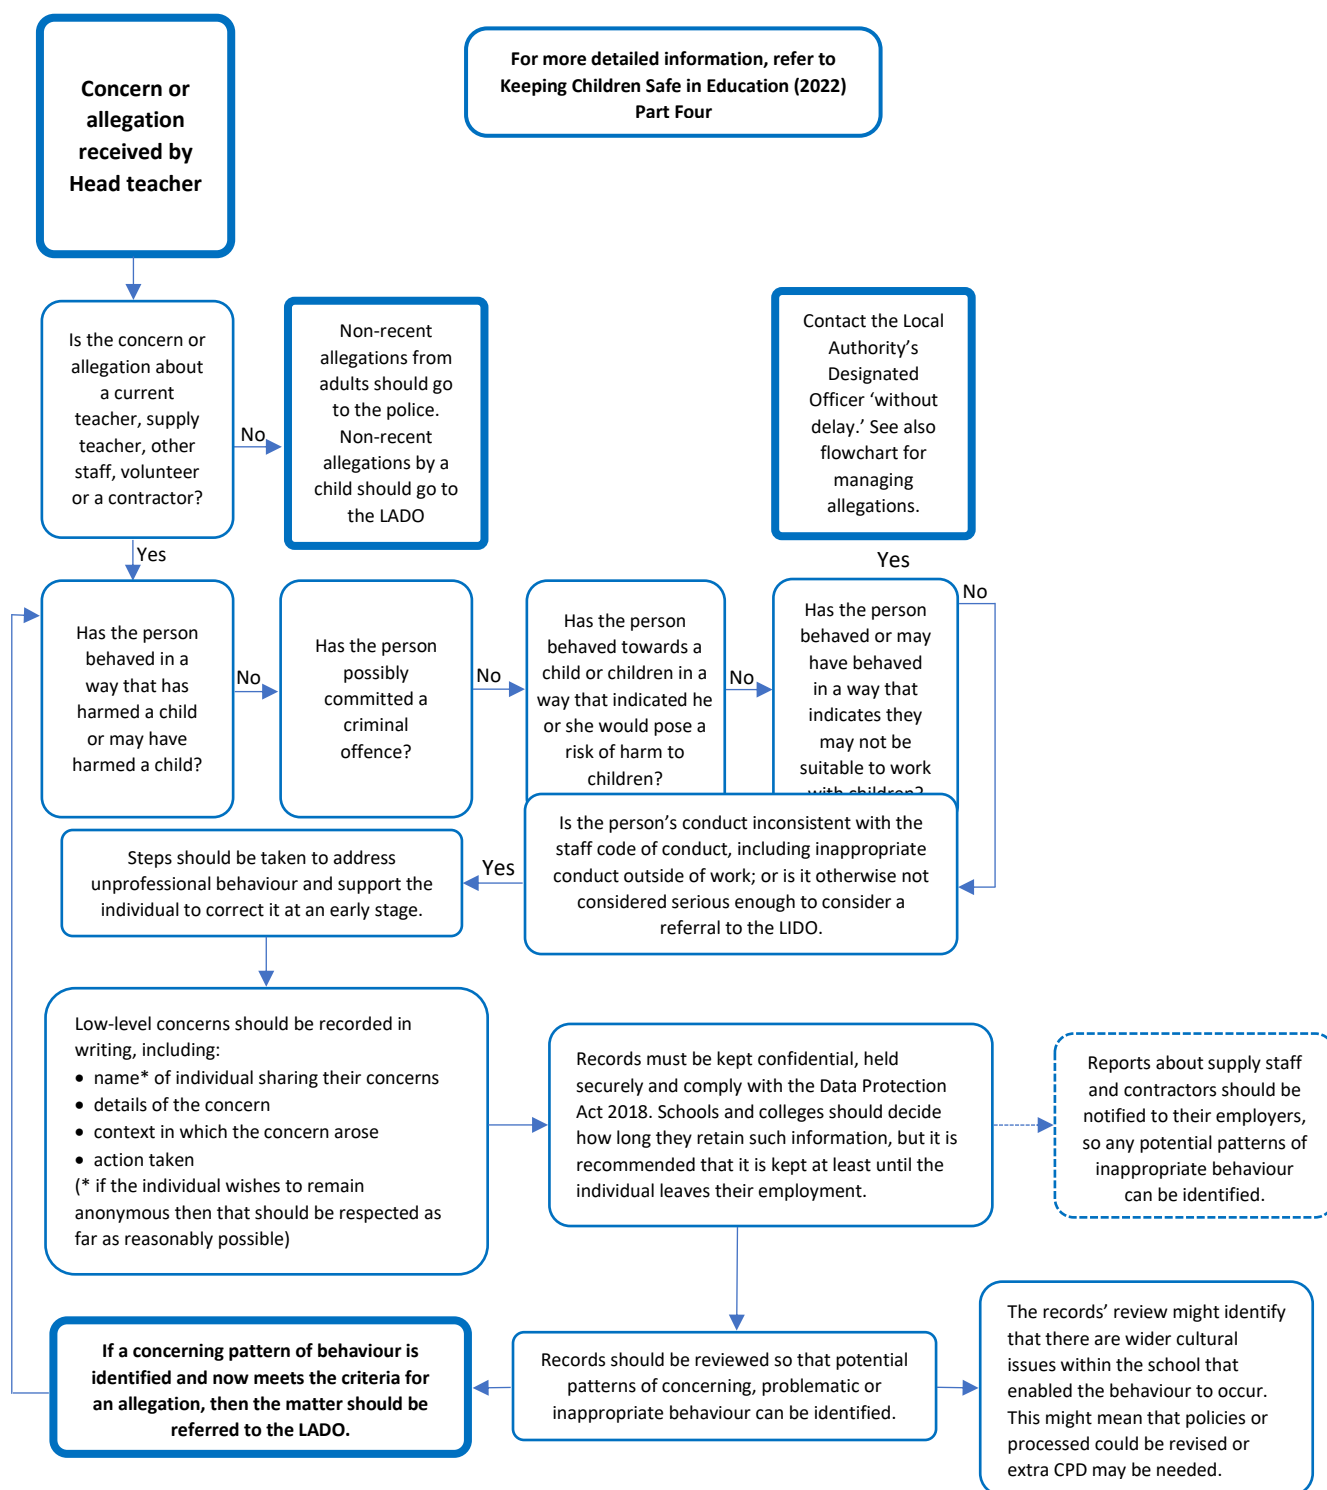 Concern or
allegation
received by
Head teacher
For more detailed information, refer to
Keeping Children Safe in Education (2022)
Part Four
Is the concern or
allegation about
a current
teacher, supply
teacher, other
staff, volunteer
or a contractor?
No
Non-recent
allegations from
adults should go
to the police.
Non-recent
allegations by a
child should go to
the LADO
Contact the Local
Authority’s
Designated
Officer ‘without
delay.’ See also
flowchart for
managing
allegations.
Yes
Yes
Has the person
behaved in a
way that has
harmed a child
or may have
harmed a child?
No
Has the person
possibly
committed a
criminal
offence?
No
Has the person
behaved towards a
child or children in a
way that indicated he
or she would pose a
risk of harm to
children?
No
Has the person
behaved or may
have behaved
in a way that
indicates they
may not be
suitable to work
with children?
No
Is the person’s conduct inconsistent with the
staff code of conduct, including inappropriate
conduct outside of work; or is it otherwise not
considered serious enough to consider a
referral to the LIDO.
Yes
Steps should be taken to address
unprofessional behaviour and support the
individual to correct it at an early stage.
Low-level concerns should be recorded in
writing, including:
• name* of individual sharing their concerns
• details of the concern
• context in which the concern arose
• action taken
(* if the individual wishes to remain
anonymous then that should be respected as
far as reasonably possible)
Records must be kept confidential, held
securely and comply with the Data Protection
Act 2018. Schools and colleges should decide
how long they retain such information, but it is
recommended that it is kept at least until the
individual leaves their employment.
Reports about supply staff
and contractors should be
notified to their employers,
so any potential patterns of
inappropriate behaviour
can be identified.
If a concerning pattern of behaviour is
identified and now meets the criteria for
an allegation, then the matter should be
referred to the LADO.
Records should be reviewed so that potential
patterns of concerning, problematic or
inappropriate behaviour can be identified.
The records’ review might identify
that there are wider cultural
issues within the school that
enabled the behaviour to occur.
This might mean that policies or
processed could be revised or
extra CPD may be needed.